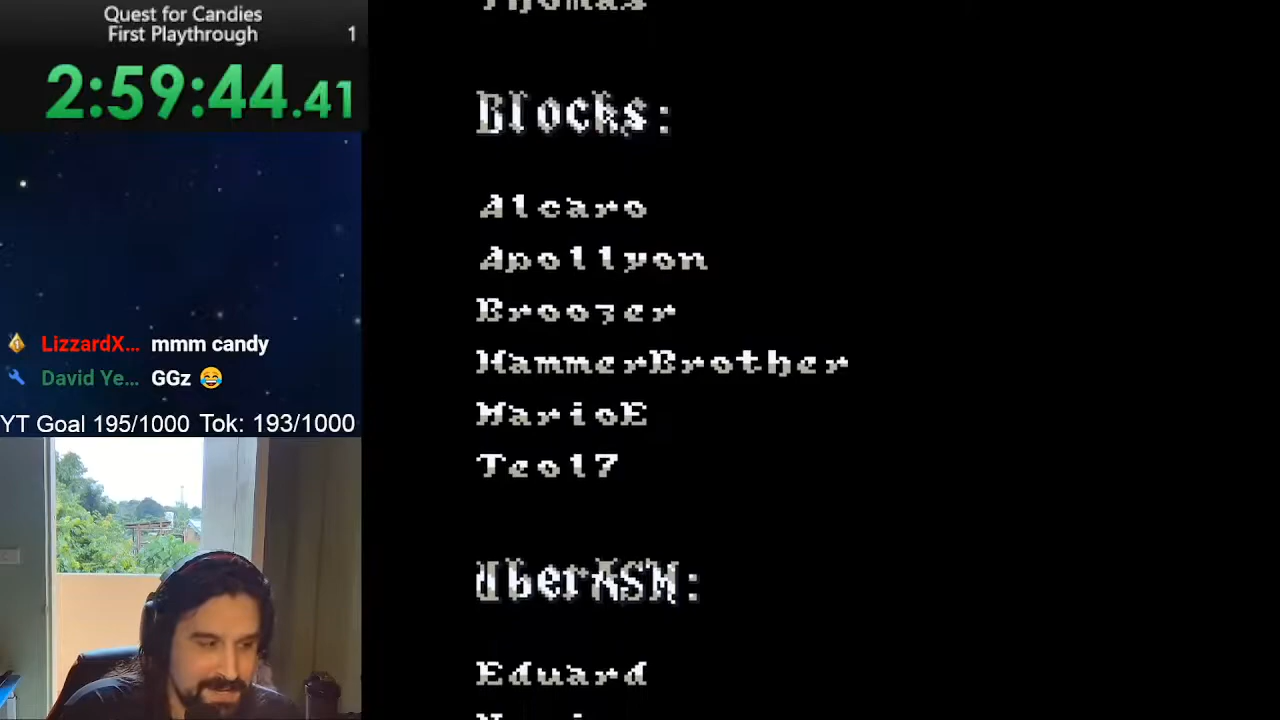 Quest for Candies
First Playthrough 1
2:59:44.41
Thomas
Blocks:
Alcaro
Apollyon
Broozer
HammerBrother
MarioE
Teol7
UberASM:
Eduard
LizzardX… mmm candy
David Ye… GGz 😂
YT Goal 195/1000 Tok: 193/1000